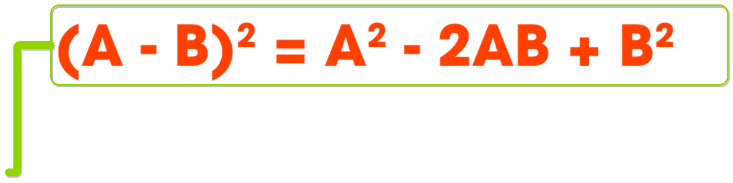 (A - B)² = A² - 2AB + B²